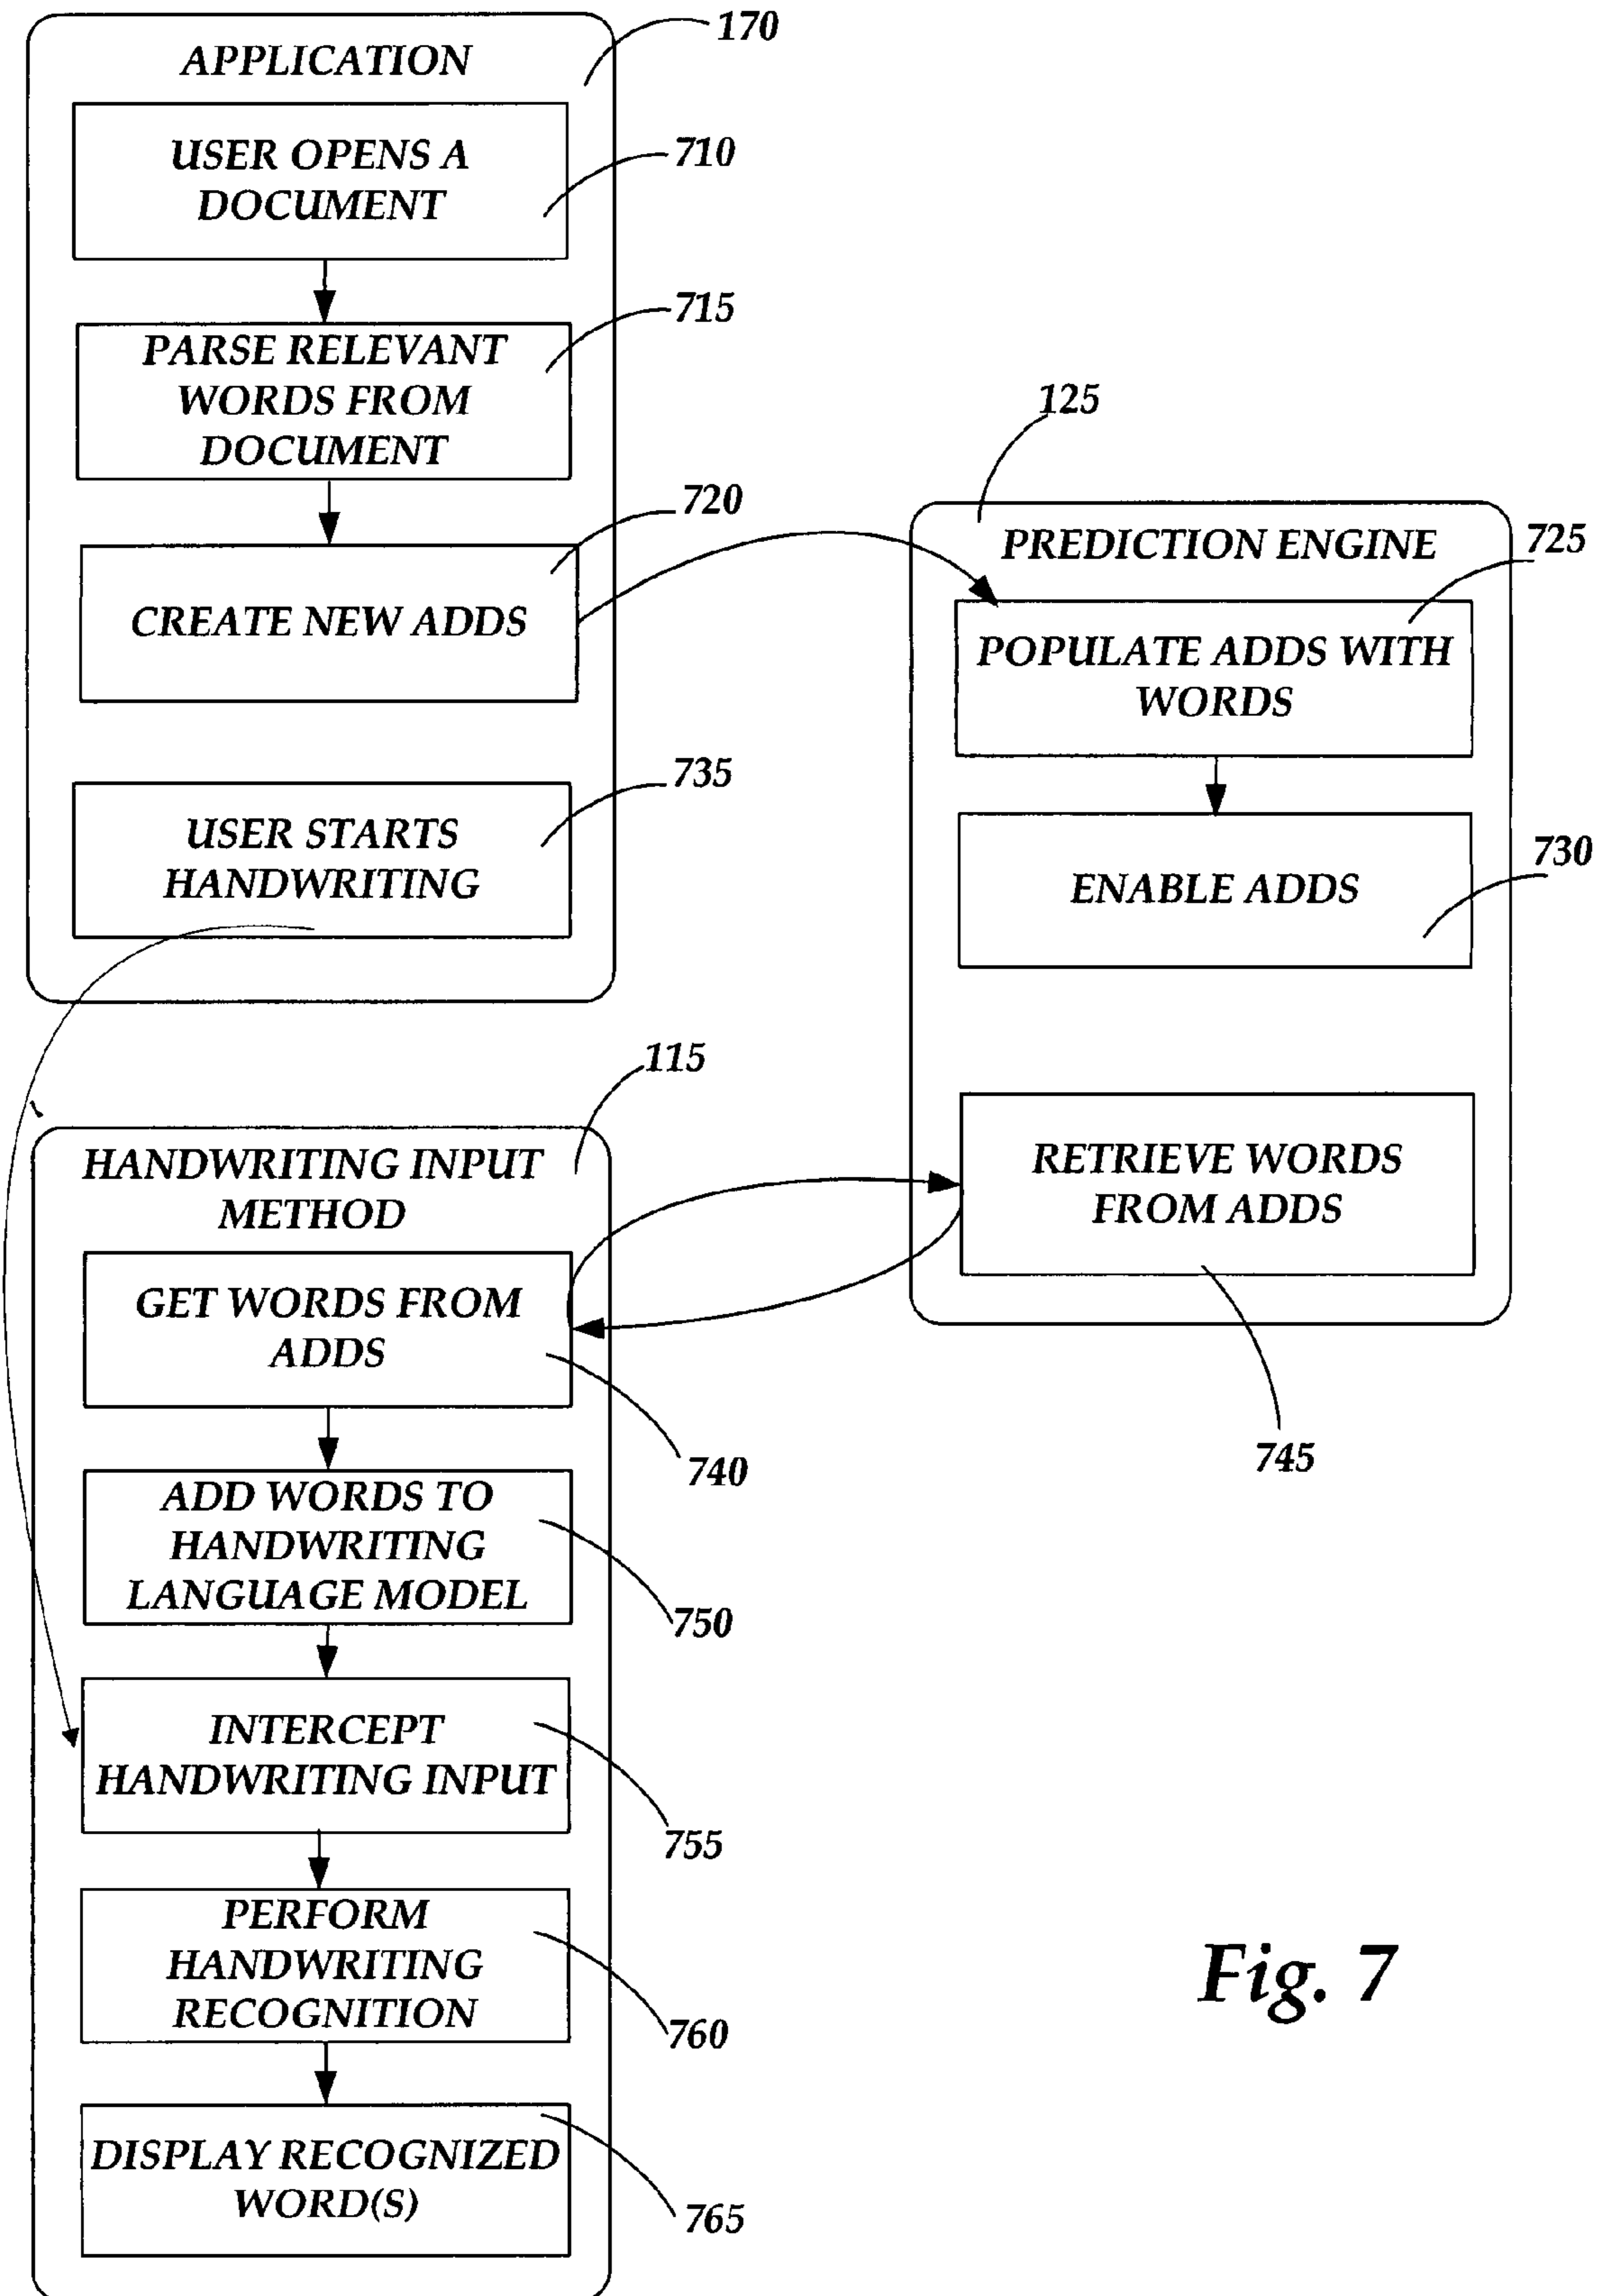 170
APPLICATION
USER OPENS A
DOCUMENT
710
PARSE RELEVANT
WORDS FROM
DOCUMENT
715
CREATE NEW ADDS
720
USER STARTS
HANDWRITING
735
125
PREDICTION ENGINE
POPULATE ADDS WITH
WORDS
725
ENABLE ADDS
730
RETRIEVE WORDS
FROM ADDS
745
115
HANDWRITING INPUT
METHOD
GET WORDS FROM
ADDS
740
ADD WORDS TO
HANDWRITING
LANGUAGE MODEL
750
INTERCEPT
HANDWRITING INPUT
755
PERFORM
HANDWRITING
RECOGNITION
760
DISPLAY RECOGNIZED
WORD(S)
765
Fig. 7